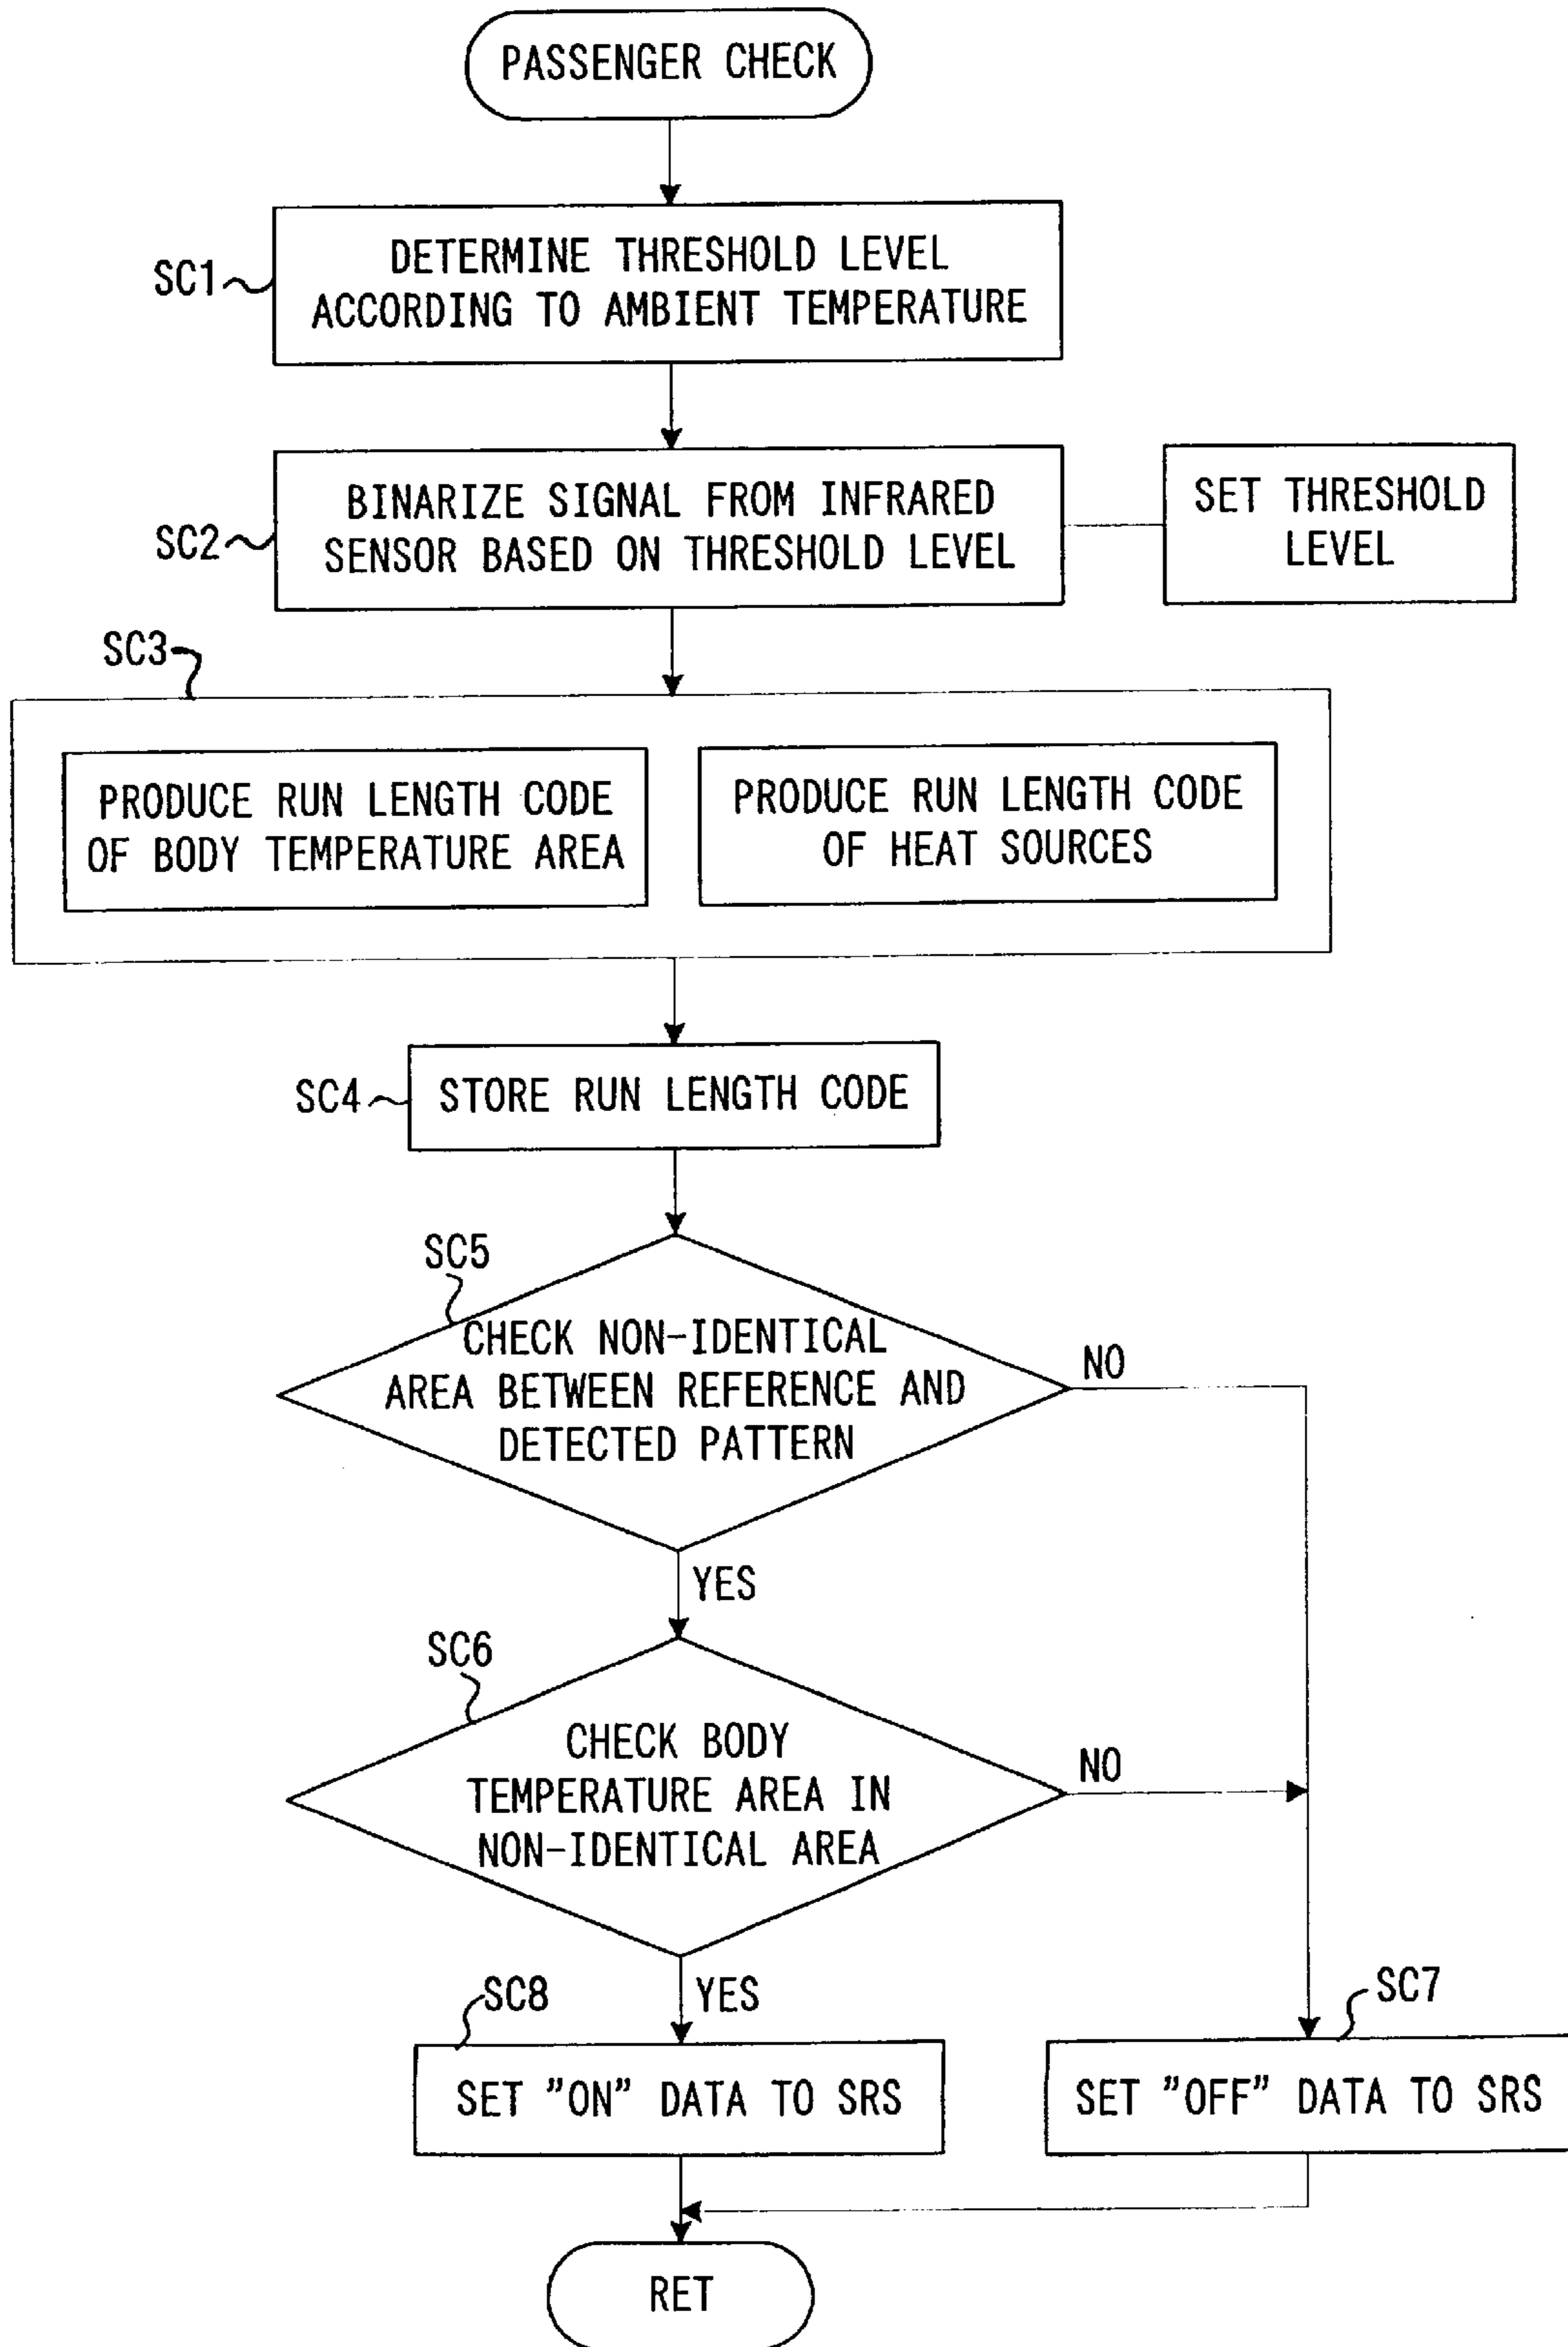 PASSENGER CHECK
SC1
DETERMINE THRESHOLD LEVEL
ACCORDING TO AMBIENT TEMPERATURE
SC2
BINARIZE SIGNAL FROM INFRARED
SENSOR BASED ON THRESHOLD LEVEL
SET THRESHOLD
LEVEL
SC3
PRODUCE RUN LENGTH CODE
OF BODY TEMPERATURE AREA
PRODUCE RUN LENGTH CODE
OF HEAT SOURCES
SC4
STORE RUN LENGTH CODE
SC5
CHECK NON-IDENTICAL
AREA BETWEEN REFERENCE AND
DETECTED PATTERN
NO
YES
SC6
CHECK BODY
TEMPERATURE AREA IN
NON-IDENTICAL AREA
NO
YES
SC8
SET "ON" DATA TO SRS
SC7
SET "OFF" DATA TO SRS
RET